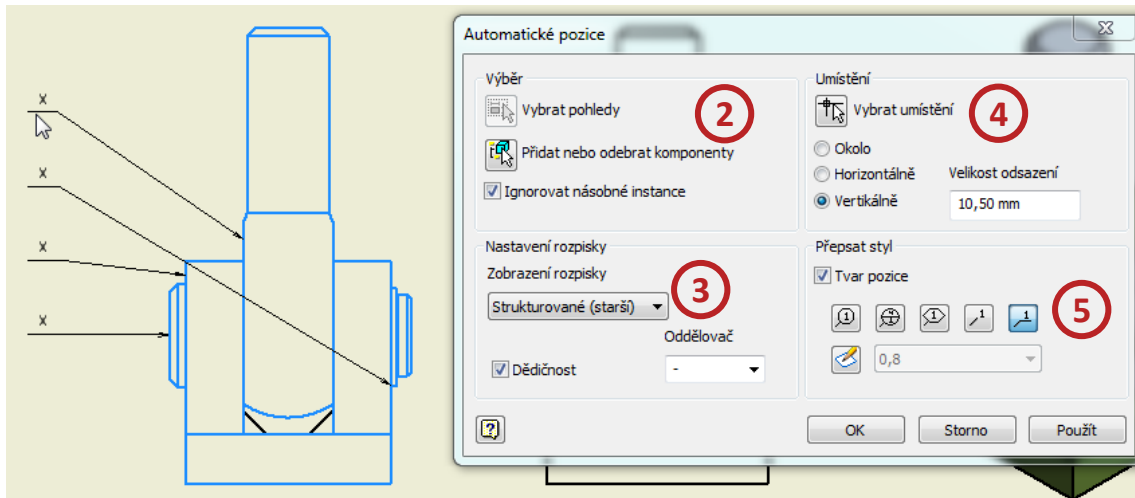 Automatické pozice
Výběr
Vybrat pohledy
2
Přidat nebo odebrat komponenty
Ignorovat násobné instance
Umístění
Vybrat umístění
4
Okolo
Horizontálně
Velikost odsazení
Vertikálně
10,50 mm
Nastavení rozpisky
Zobrazení rozpisky
Strukturované (starší)
3
Oddělovač
Dědičnost
-
Přepsat styl
Tvar pozice
1
1
1
1
5
0,8
OK
Storno
Použít
X
X
X
X